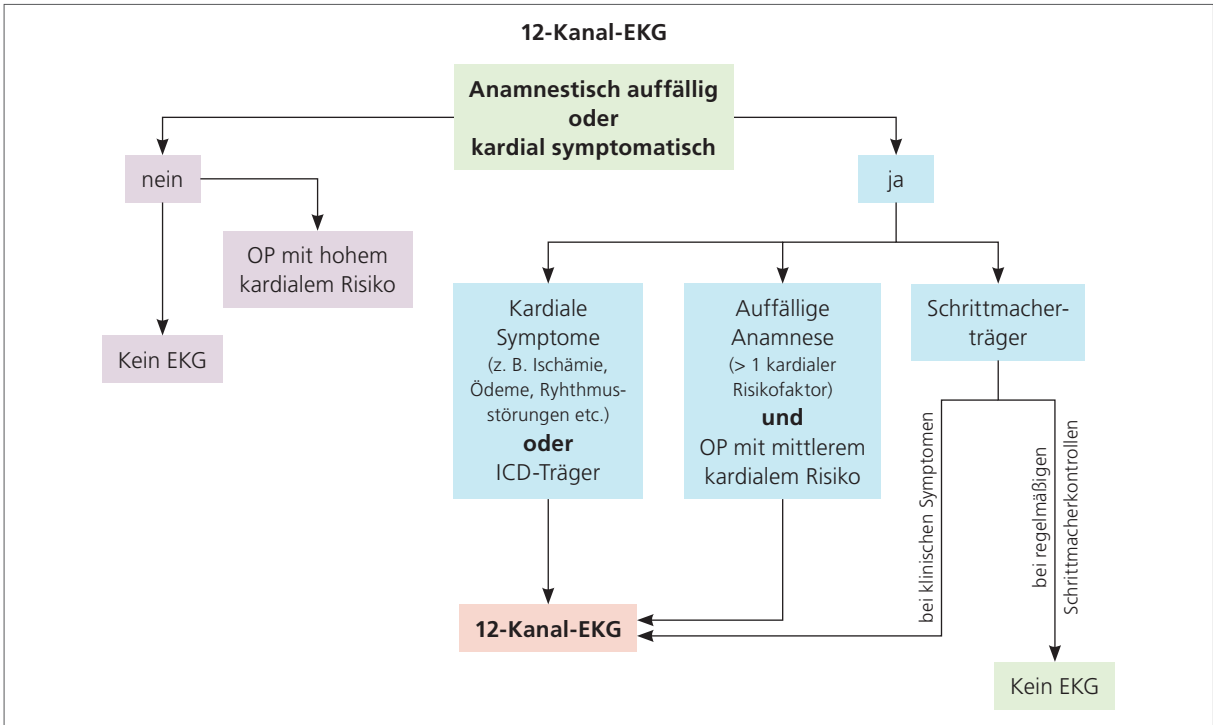 12-Kanal-EKG
Anamnestisch auffällig
oder
kardial symptomatisch
nein
ja
OP mit hohem
kardialem Risiko
Kein EKG
Kardiale
Symptome
(z. B. Ischämie,
Ödeme, Ryhthmus-
störungen etc.)
oder
ICD-Träger
Auffällige
Anamnese
(> 1 kardialer
Risikofaktor)
und
OP mit mittlerem
kardialem Risiko
Schrittmacher-
träger
bei klinischen Symptomen
bei regelmäßigen
Schrittmacherkontrollen
12-Kanal-EKG
Kein EKG